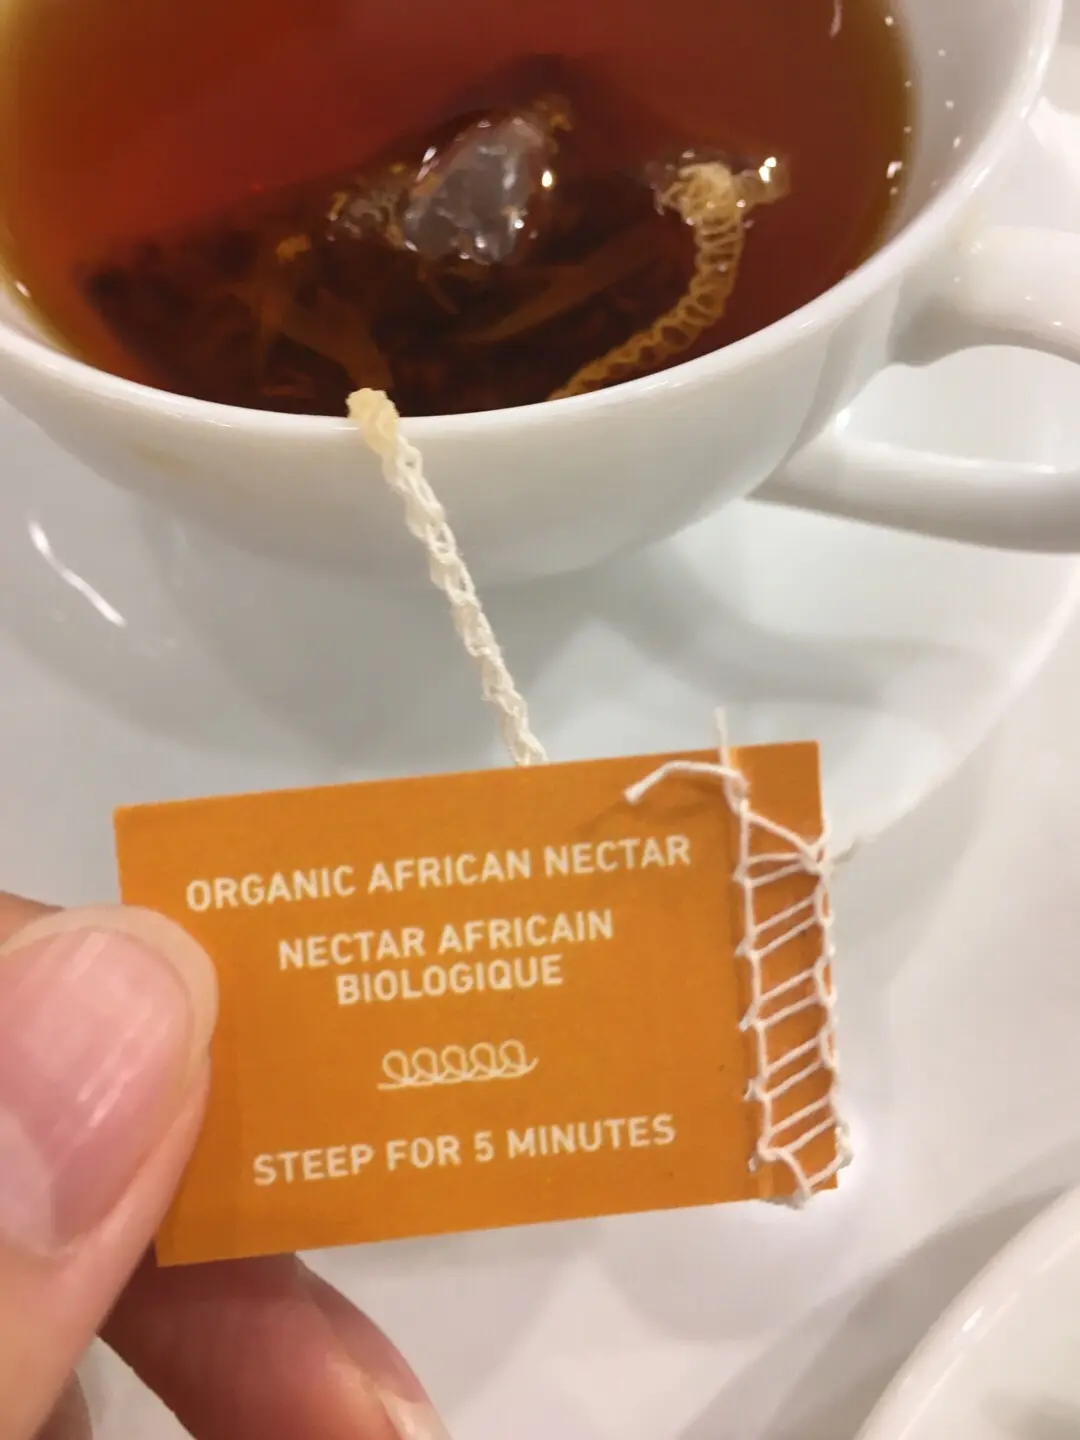 ORGANIC AFRICAN NECTAR
NECTAR AFRICAIN
BIOLOGIQUE
STEEP FOR 5 MINUTES